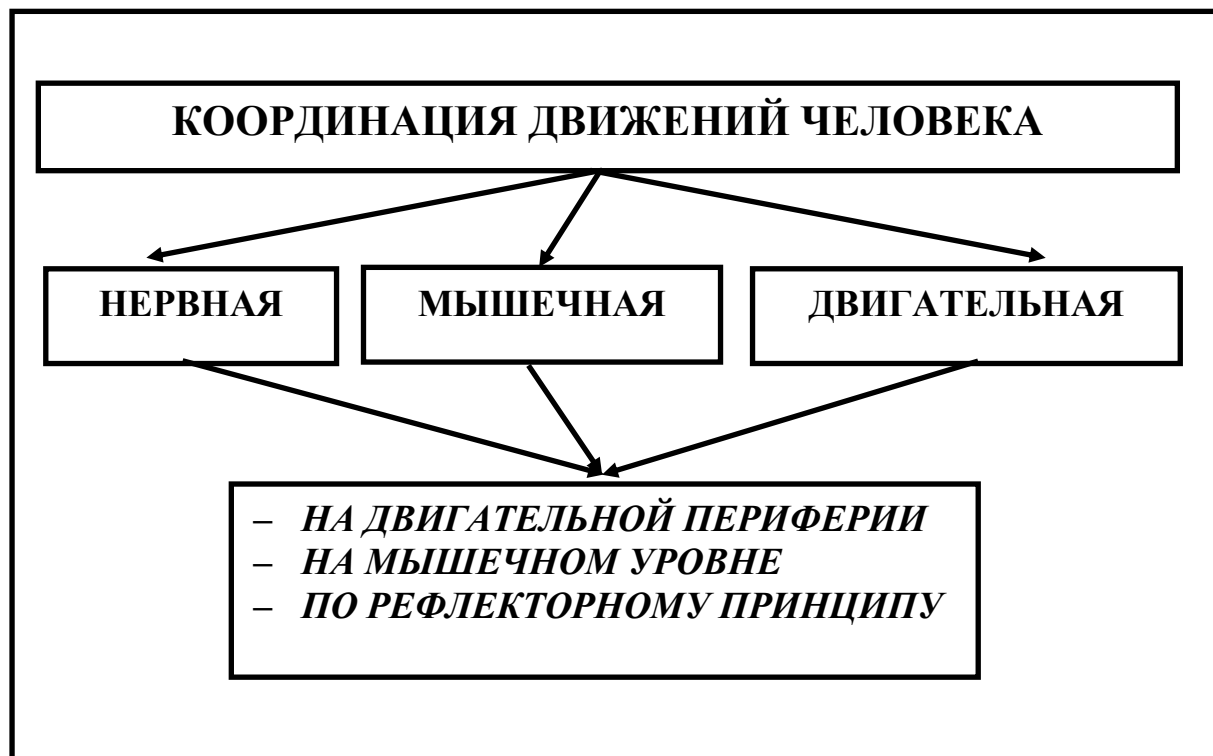 КООРДИНАЦИЯ ДВИЖЕНИЙ ЧЕЛОВЕКА
НЕРВНАЯ
МЫШЕЧНАЯ
ДВИГАТЕЛЬНАЯ
– НА ДВИГАТЕЛЬНОЙ ПЕРИФЕРИИ
– НА МЫШЕЧНОМ УРОВНЕ
– ПО РЕФЛЕКТОРНОМУ ПРИНЦИПУ